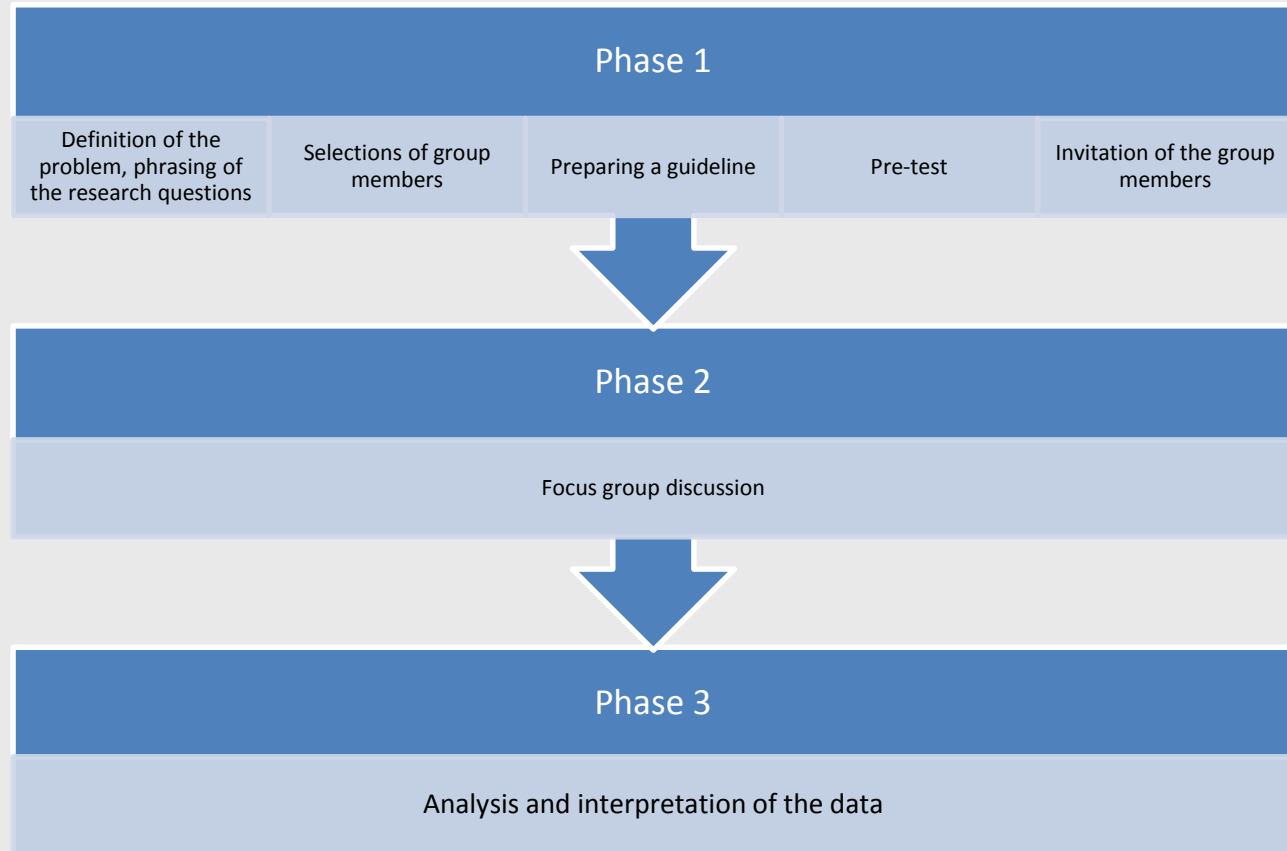 Phase 1
Definition of the
problem, phrasing of
the research questions
Selections of group
members
Preparing a guideline
Pre-test
Invitation of the group
members
Phase 2
Focus group discussion
Phase 3
Analysis and interpretation of the data